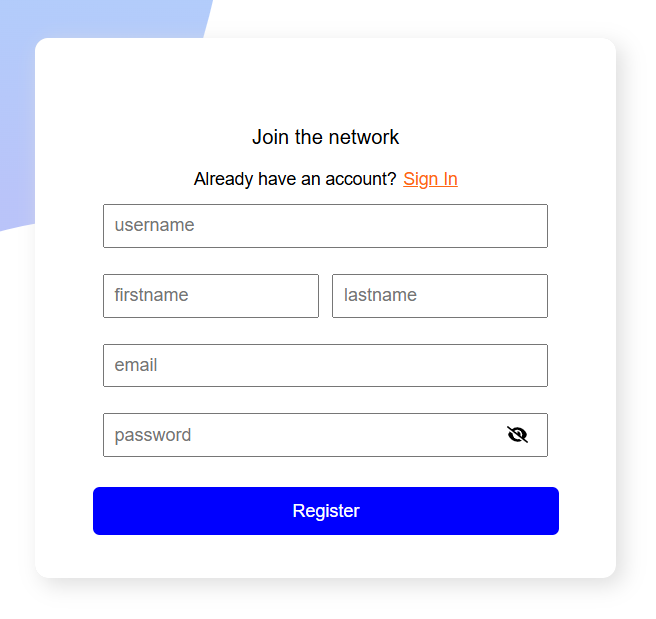 Join the network
Already have an account? Sign In
username
firstname lastname
email
password
Register